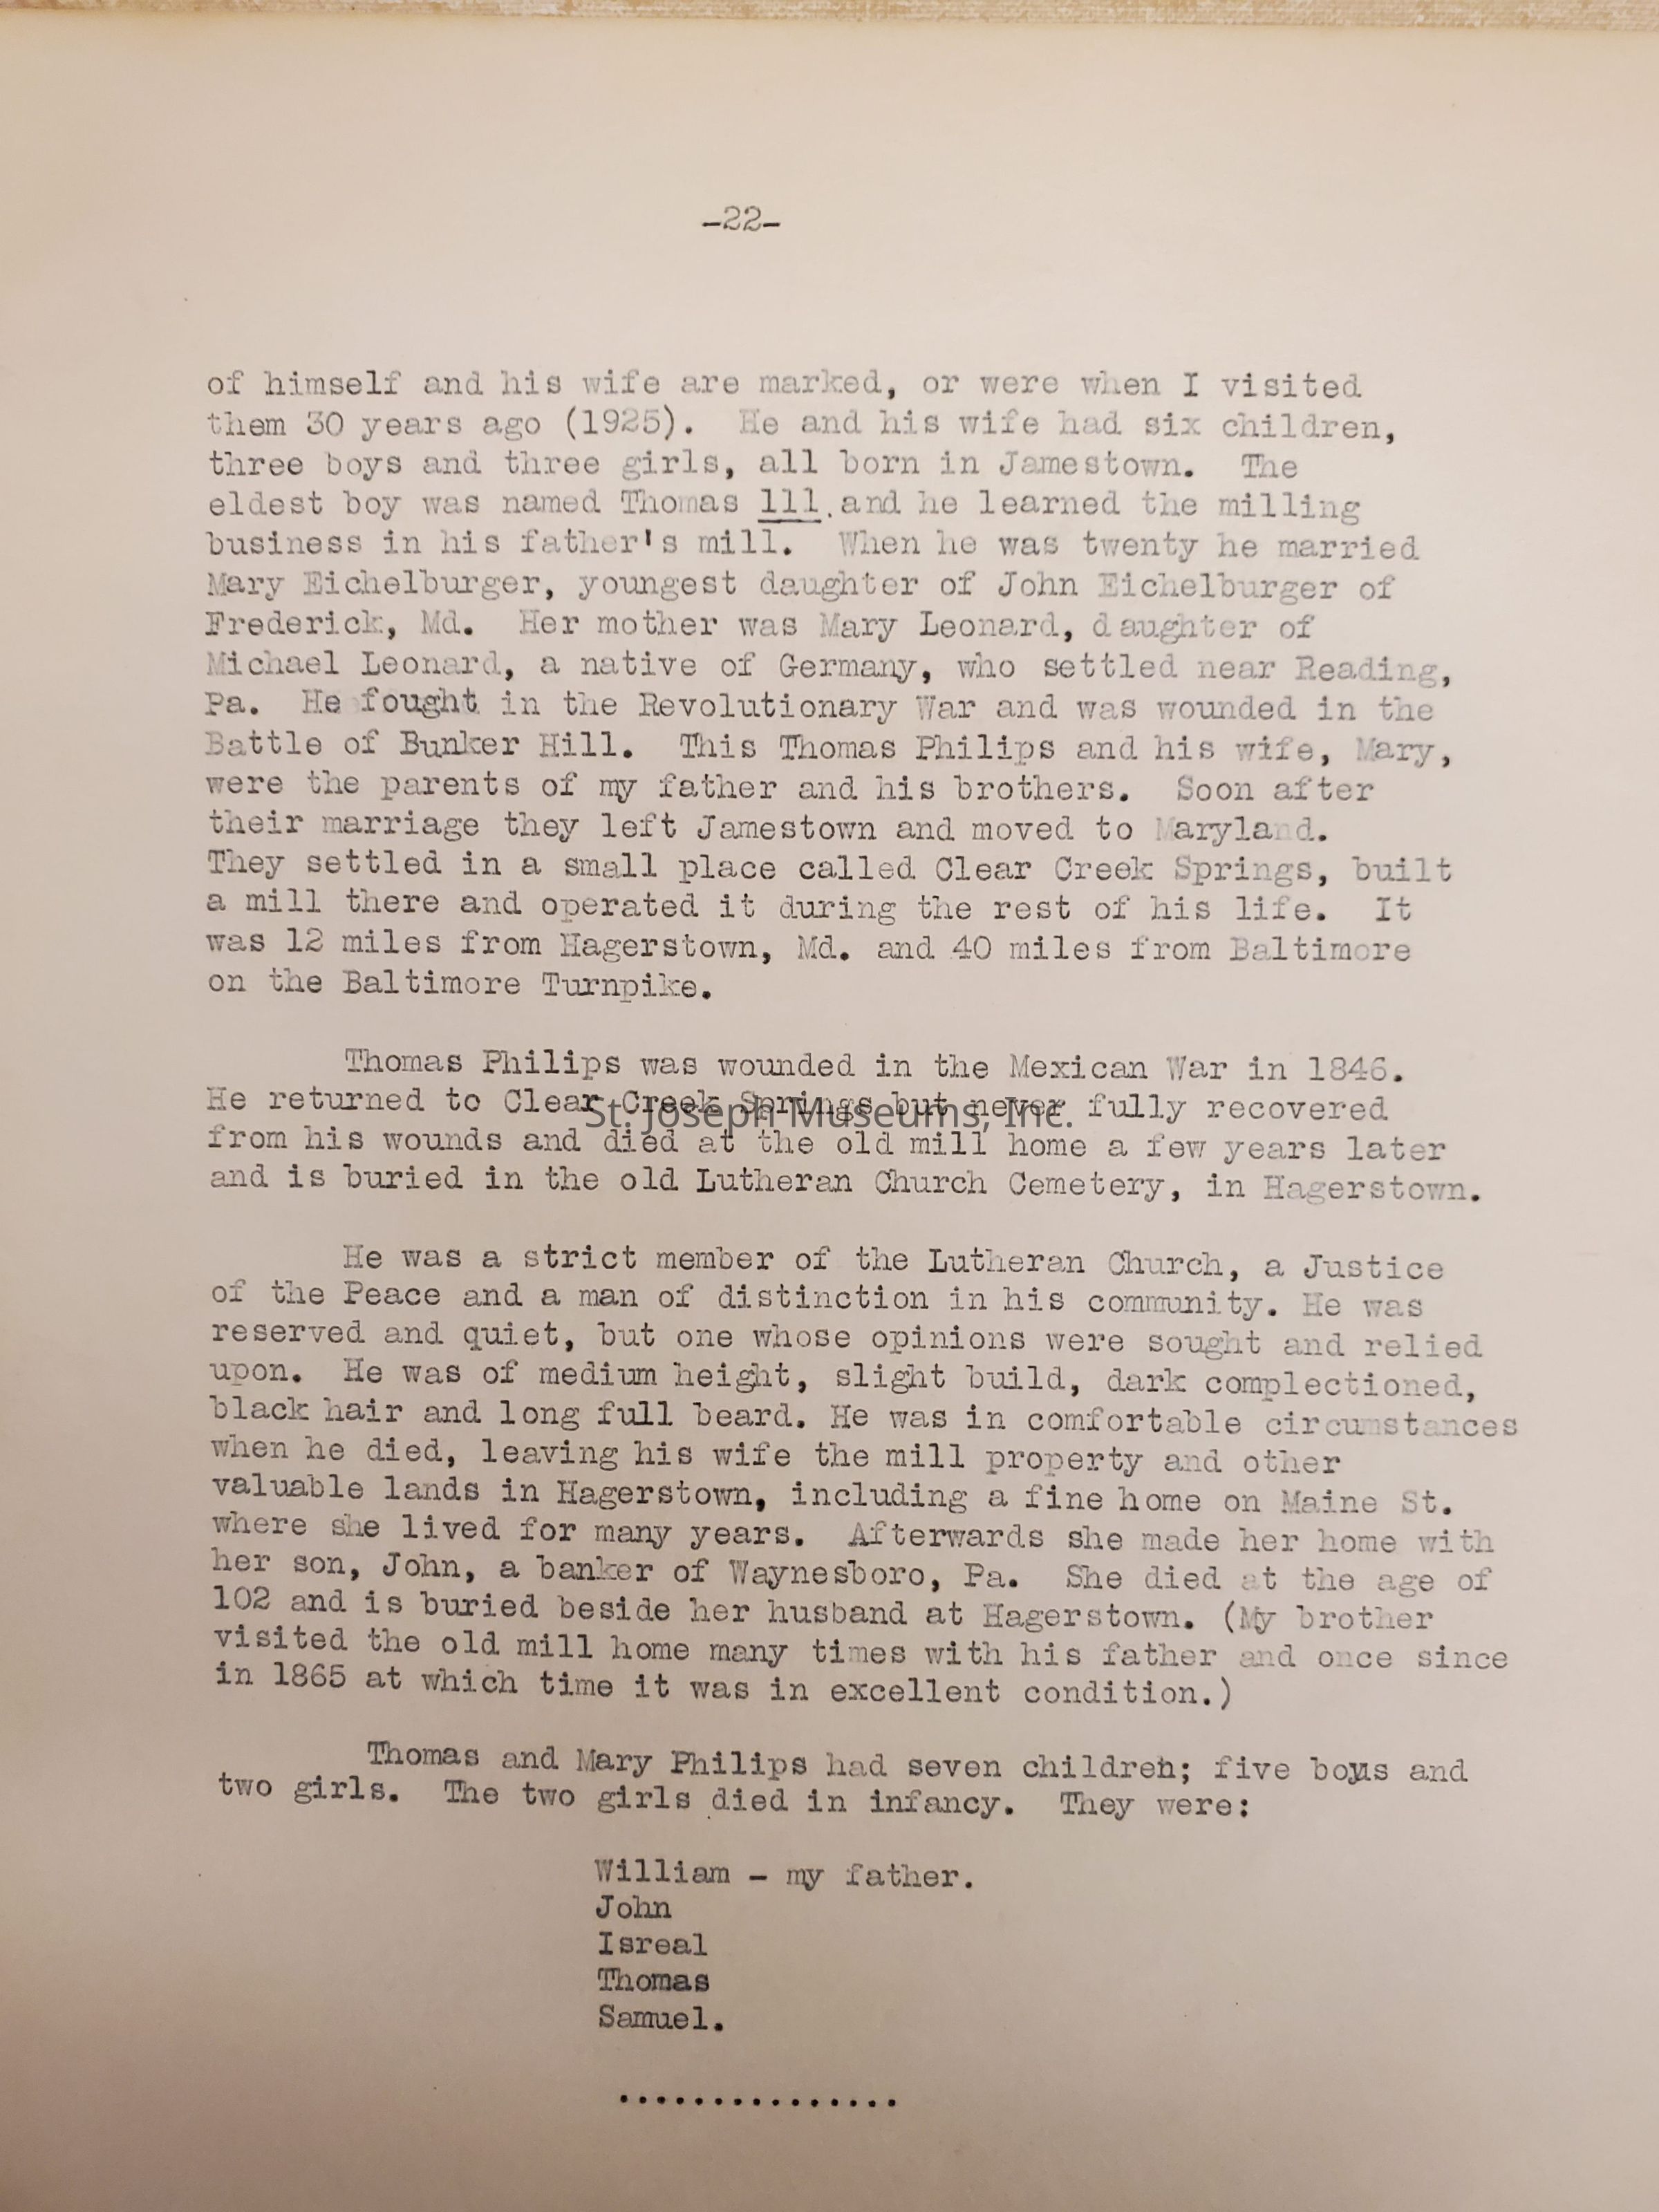 -22-
of himself and his wife are marked, or were when I visited
them 30 years ago (1925). He and his wife had six children,
three boys and three girls, all born in Jamestown. The
eldest boy was named Thomas 111. and he learned the milling
business in his father's mill. When he was twenty he married
Mary Eichelburger, youngest daughter of John Eichelburger of
Frederick, Md. Her mother was Mary Leonard, daughter of
Michael Leonard, a native of Germany, who settled near Reading,
Pa. He fought in the Revolutionary War and was wounded in the
Battle of Bunker Hill. This Thomas Philips and his wife, Mary,
were the parents of my father and his brothers. Soon after
their marriage they left Jamestown and moved to Maryland.
They settled in a small place called Clear Creek Springs, built
a mill there and operated it during the rest of his life. It
was 12 miles from Hagerstown, Md. and 40 miles from Baltimore
on the Baltimore Turnpike.
Thomas Philips was wounded in the Mexican War in 1846.
He returned to Clear Creek Springs but never fully recovered
St. Joseph Museums, Inc.
from his wounds and died at the old mill home a few years later
and is buried in the old Lutheran Church Cemetery, in Hagerstown.
He was a strict member of the Lutheran Church, a Justice
of the Peace and a man of distinction in his community. He was
reserved and quiet, but one whose opinions were sought and relied
upon. He was of medium height, slight build, dark complectioned,
black hair and long full beard. He was in comfortable circumstances
when he died, leaving his wife the mill property and other
valuable lands in Hagerstown, including a fine home on Maine St.
where she lived for many years. Afterwards she made her home with
her son, John, a banker of Waynesboro, Pa. She died at the age of
102 and is buried beside her husband at Hagerstown. (My brother
visited the old mill home many times with his father and once since
in 1865 at which time it was in excellent condition.)
Thomas and Mary Philips had seven children; five boys and
two girls. The two girls died in infancy. They were:
William - my father.
John
Isreal
Thomas
Samuel.
...............